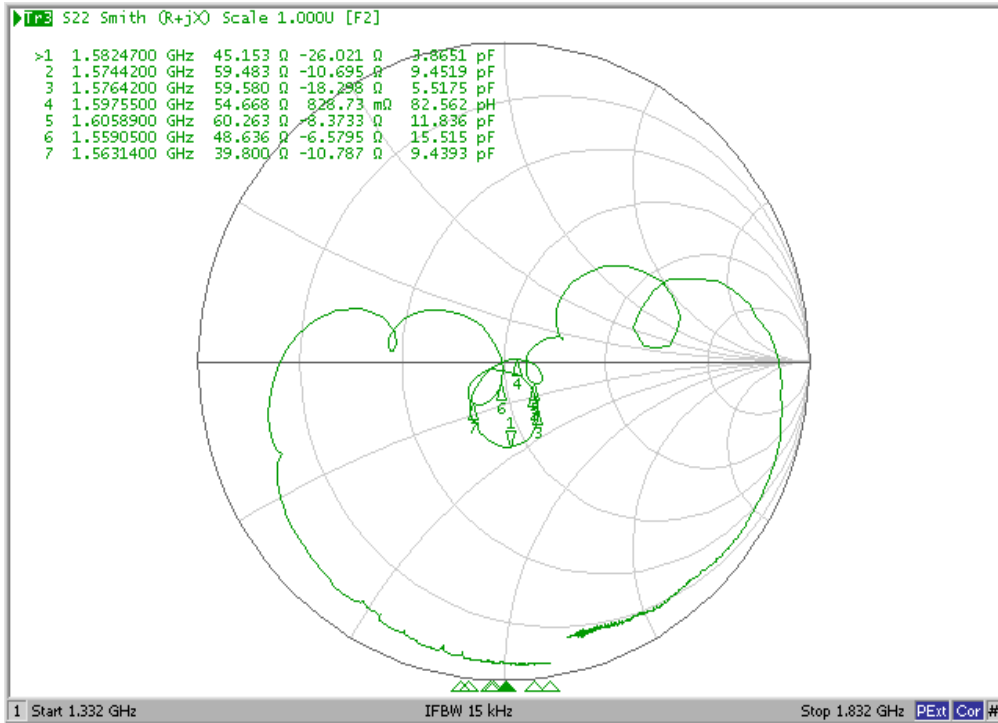 Tr3 S22 Smith (R+jX) Scale 1.000U [F2]
>1 1.5824700 GHz 45.153 Ω -26.021 Ω 3.8651 pF
2 1.5744200 GHz 59.483 Ω -10.695 Ω 9.4519 pF
3 1.5764200 GHz 59.580 Ω -18.298 Ω 5.5175 pF
4 1.5975500 GHz 54.668 Ω 828.73 mΩ 82.562 pH
5 1.6058900 GHz 60.263 Ω -8.3733 Ω 11.836 pF
6 1.5590500 GHz 48.636 Ω -6.5795 Ω 15.515 pF
7 1.5631400 GHz 39.800 Ω -10.787 Ω 9.4393 pF
4
6
7
1
3
1 Start 1.332 GHz IFBW 15 kHz Stop 1.832 GHz PExt Cor #